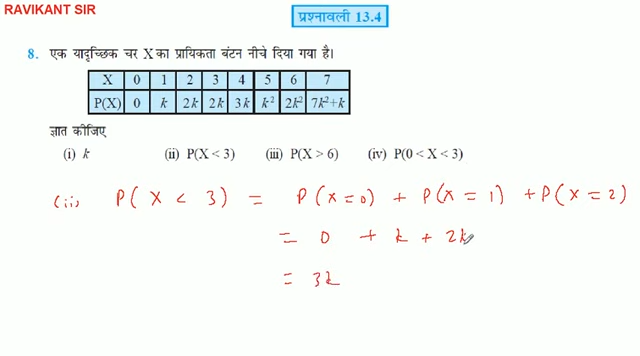 RAVIKANT SIR
प्रश्नावली 13.4
8. एक यादृच्छिक चर X का प्रायिकता बंटन नीचे दिया गया है।
X 0 1 2 3 4 5 6 7
P(X) 0 k 2k 2k 3k k² 2k² 7k²+k
ज्ञात कीजिए
(i) k (ii) P(X < 3) (iii) P(X > 6) (iv) P(0 < X < 3)
(ii) P(X < 3) = P(X=0) + P(X=1) + P(X=2)
= 0 + k + 2k
= 3k